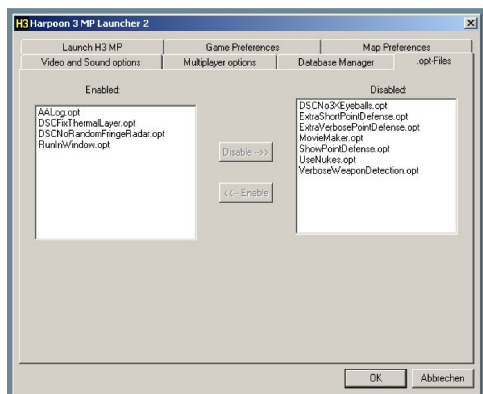 H3 Harpoon 3 MP Launcher 2
Launch H3 MP
Game Preferences
Map Preferences
Video and Sound options
Multiplayer options
Database Manager
.opt-Files
Enabled:
AALog.opt
DSCFixThermalLayer.opt
DSCNoRandomFringeRadar.opt
RunInWindow.opt
Disable -->>
<<-- Enable
Disabled:
DSCNo3XEyeballs.opt
ExtraShortPointDefense.opt
ExtraVerbosePointDefense.opt
MovieMaker.opt
ShowPointDefense.opt
UseNukes.opt
VerboseWeaponDetection.opt
OK
Abbrechen